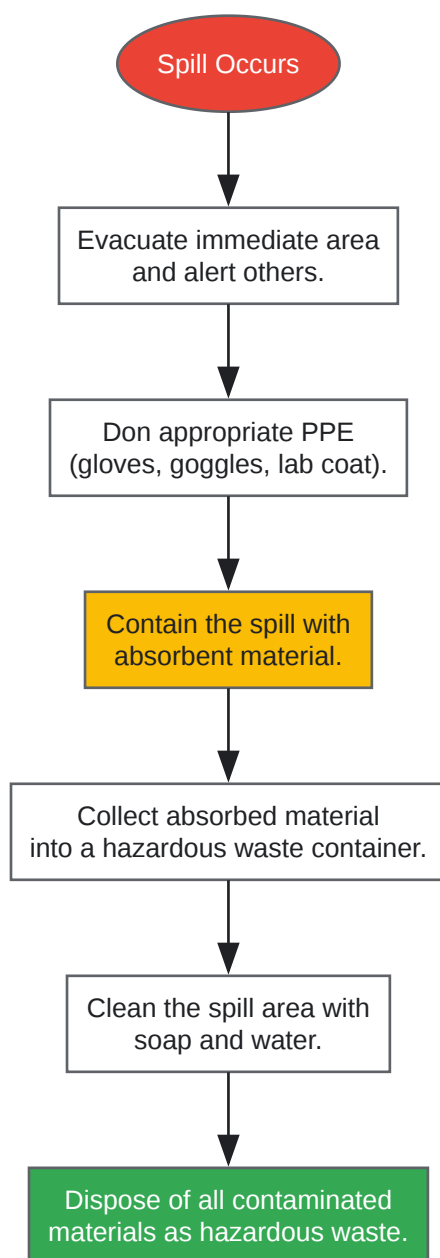 Spill Occurs
Evacuate immediate area
and alert others.
Don appropriate PPE
(gloves, goggles, lab coat).
Contain the spill with
absorbent material.
Collect absorbed material
into a hazardous waste container.
Clean the spill area with
soap and water.
Dispose of all contaminated
materials as hazardous waste.